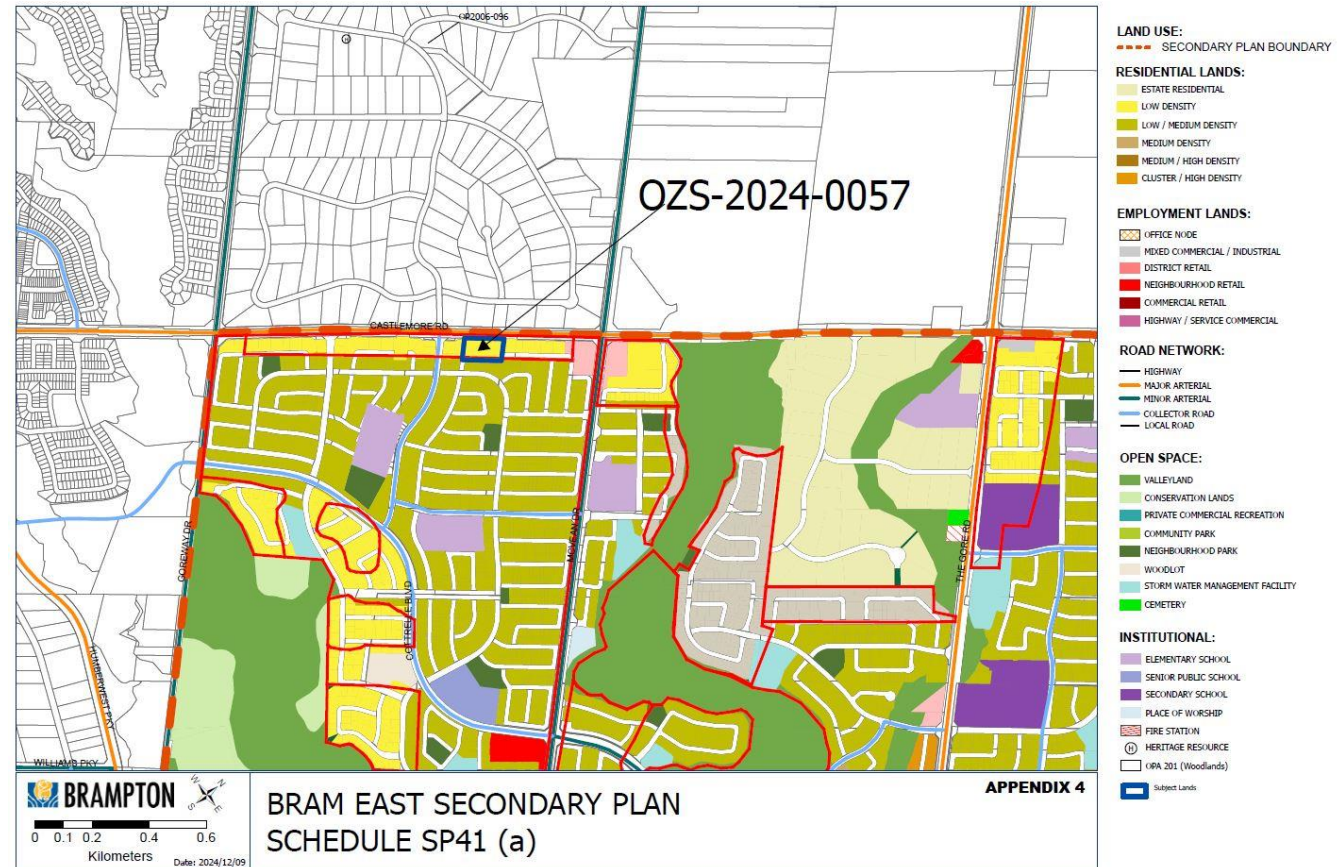 OP2006-096
H
OZS-2024-0057
CASTLEMORE RD
GOREWAY DR
MCVEAN DR
THE GORE RD
COTTRELLE BLVD
HUMBERWEST PKY
WILLIAMS PKY
LAND USE:
SECONDARY PLAN BOUNDARY
RESIDENTIAL LANDS:
ESTATE RESIDENTIAL
LOW DENSITY
LOW / MEDIUM DENSITY
MEDIUM DENSITY
MEDIUM / HIGH DENSITY
CLUSTER / HIGH DENSITY
EMPLOYMENT LANDS:
OFFICE NODE
MIXED COMMERCIAL / INDUSTRIAL
DISTRICT RETAIL
NEIGHBOURHOOD RETAIL
COMMERCIAL RETAIL
HIGHWAY / SERVICE COMMERCIAL
ROAD NETWORK:
HIGHWAY
MAJOR ARTERIAL
MINOR ARTERIAL
COLLECTOR ROAD
LOCAL ROAD
OPEN SPACE:
VALLEYLAND
CONSERVATION LANDS
PRIVATE COMMERCIAL RECREATION
COMMUNITY PARK
NEIGHBOURHOOD PARK
WOODLOT
STORM WATER MANAGEMENT FACILITY
CEMETERY
INSTITUTIONAL:
ELEMENTARY SCHOOL
SENIOR PUBLIC SCHOOL
SECONDARY SCHOOL
PLACE OF WORSHIP
FIRE STATION
H HERITAGE RESOURCE
OPA 201 (Woodlands)
Subject Lands
BRAMPTON
N
W
E
S
0 0.1 0.2 0.4 0.6
Kilometers
Date: 2024/12/09
BRAM EAST SECONDARY PLAN
SCHEDULE SP41 (a)
APPENDIX 4